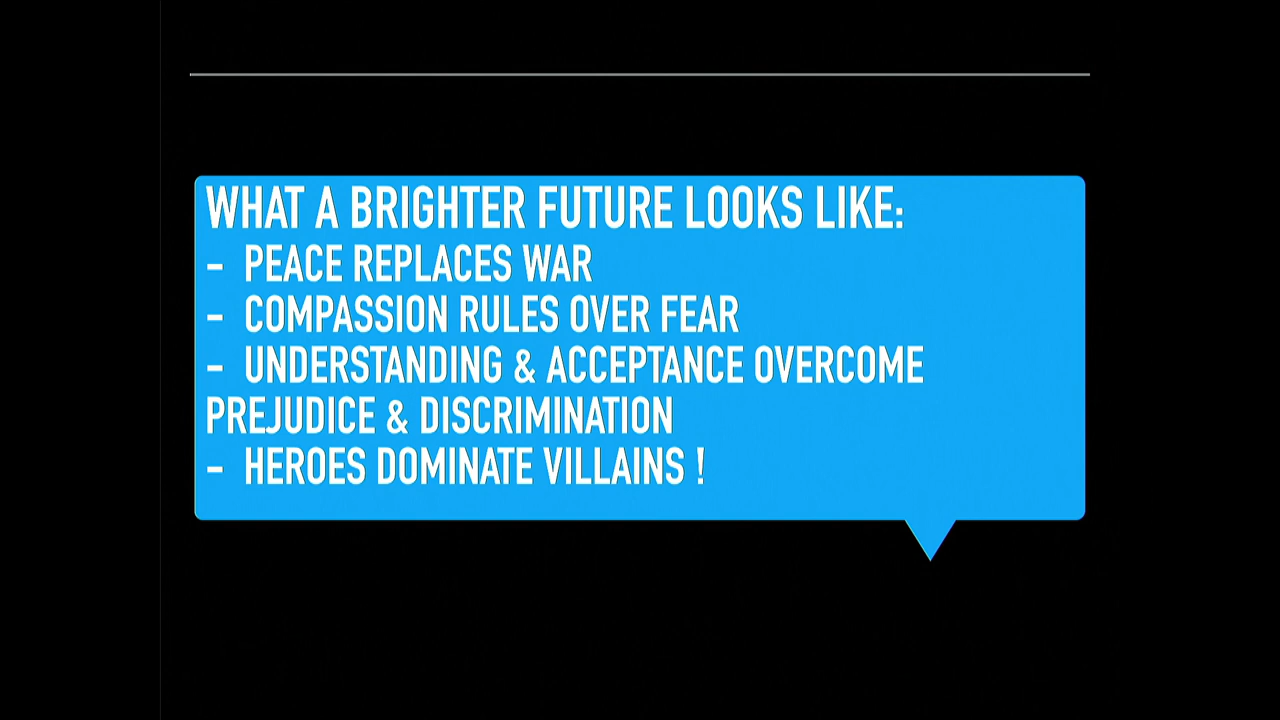 WHAT A BRIGHTER FUTURE LOOKS LIKE:
– PEACE REPLACES WAR
– COMPASSION RULES OVER FEAR
– UNDERSTANDING & ACCEPTANCE OVERCOME
PREJUDICE & DISCRIMINATION
– HEROES DOMINATE VILLAINS !